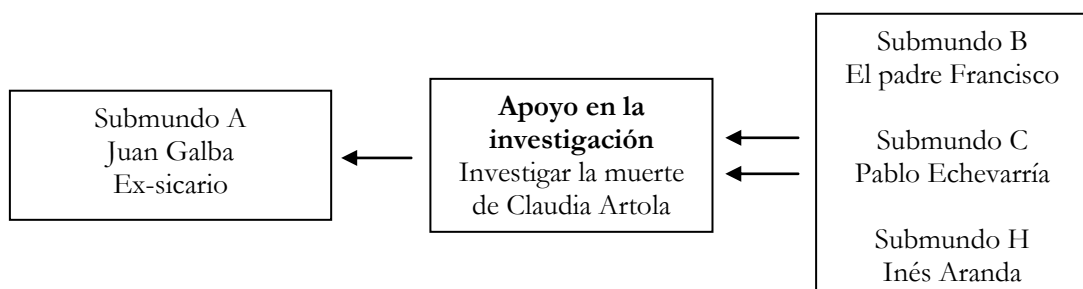 Submundo A
Juan Galba
Ex-sicario
Apoyo en la
investigación
Investigar la muerte
de Claudia Artola
Submundo B
El padre Francisco
Submundo C
Pablo Echevarría
Submundo H
Inés Aranda